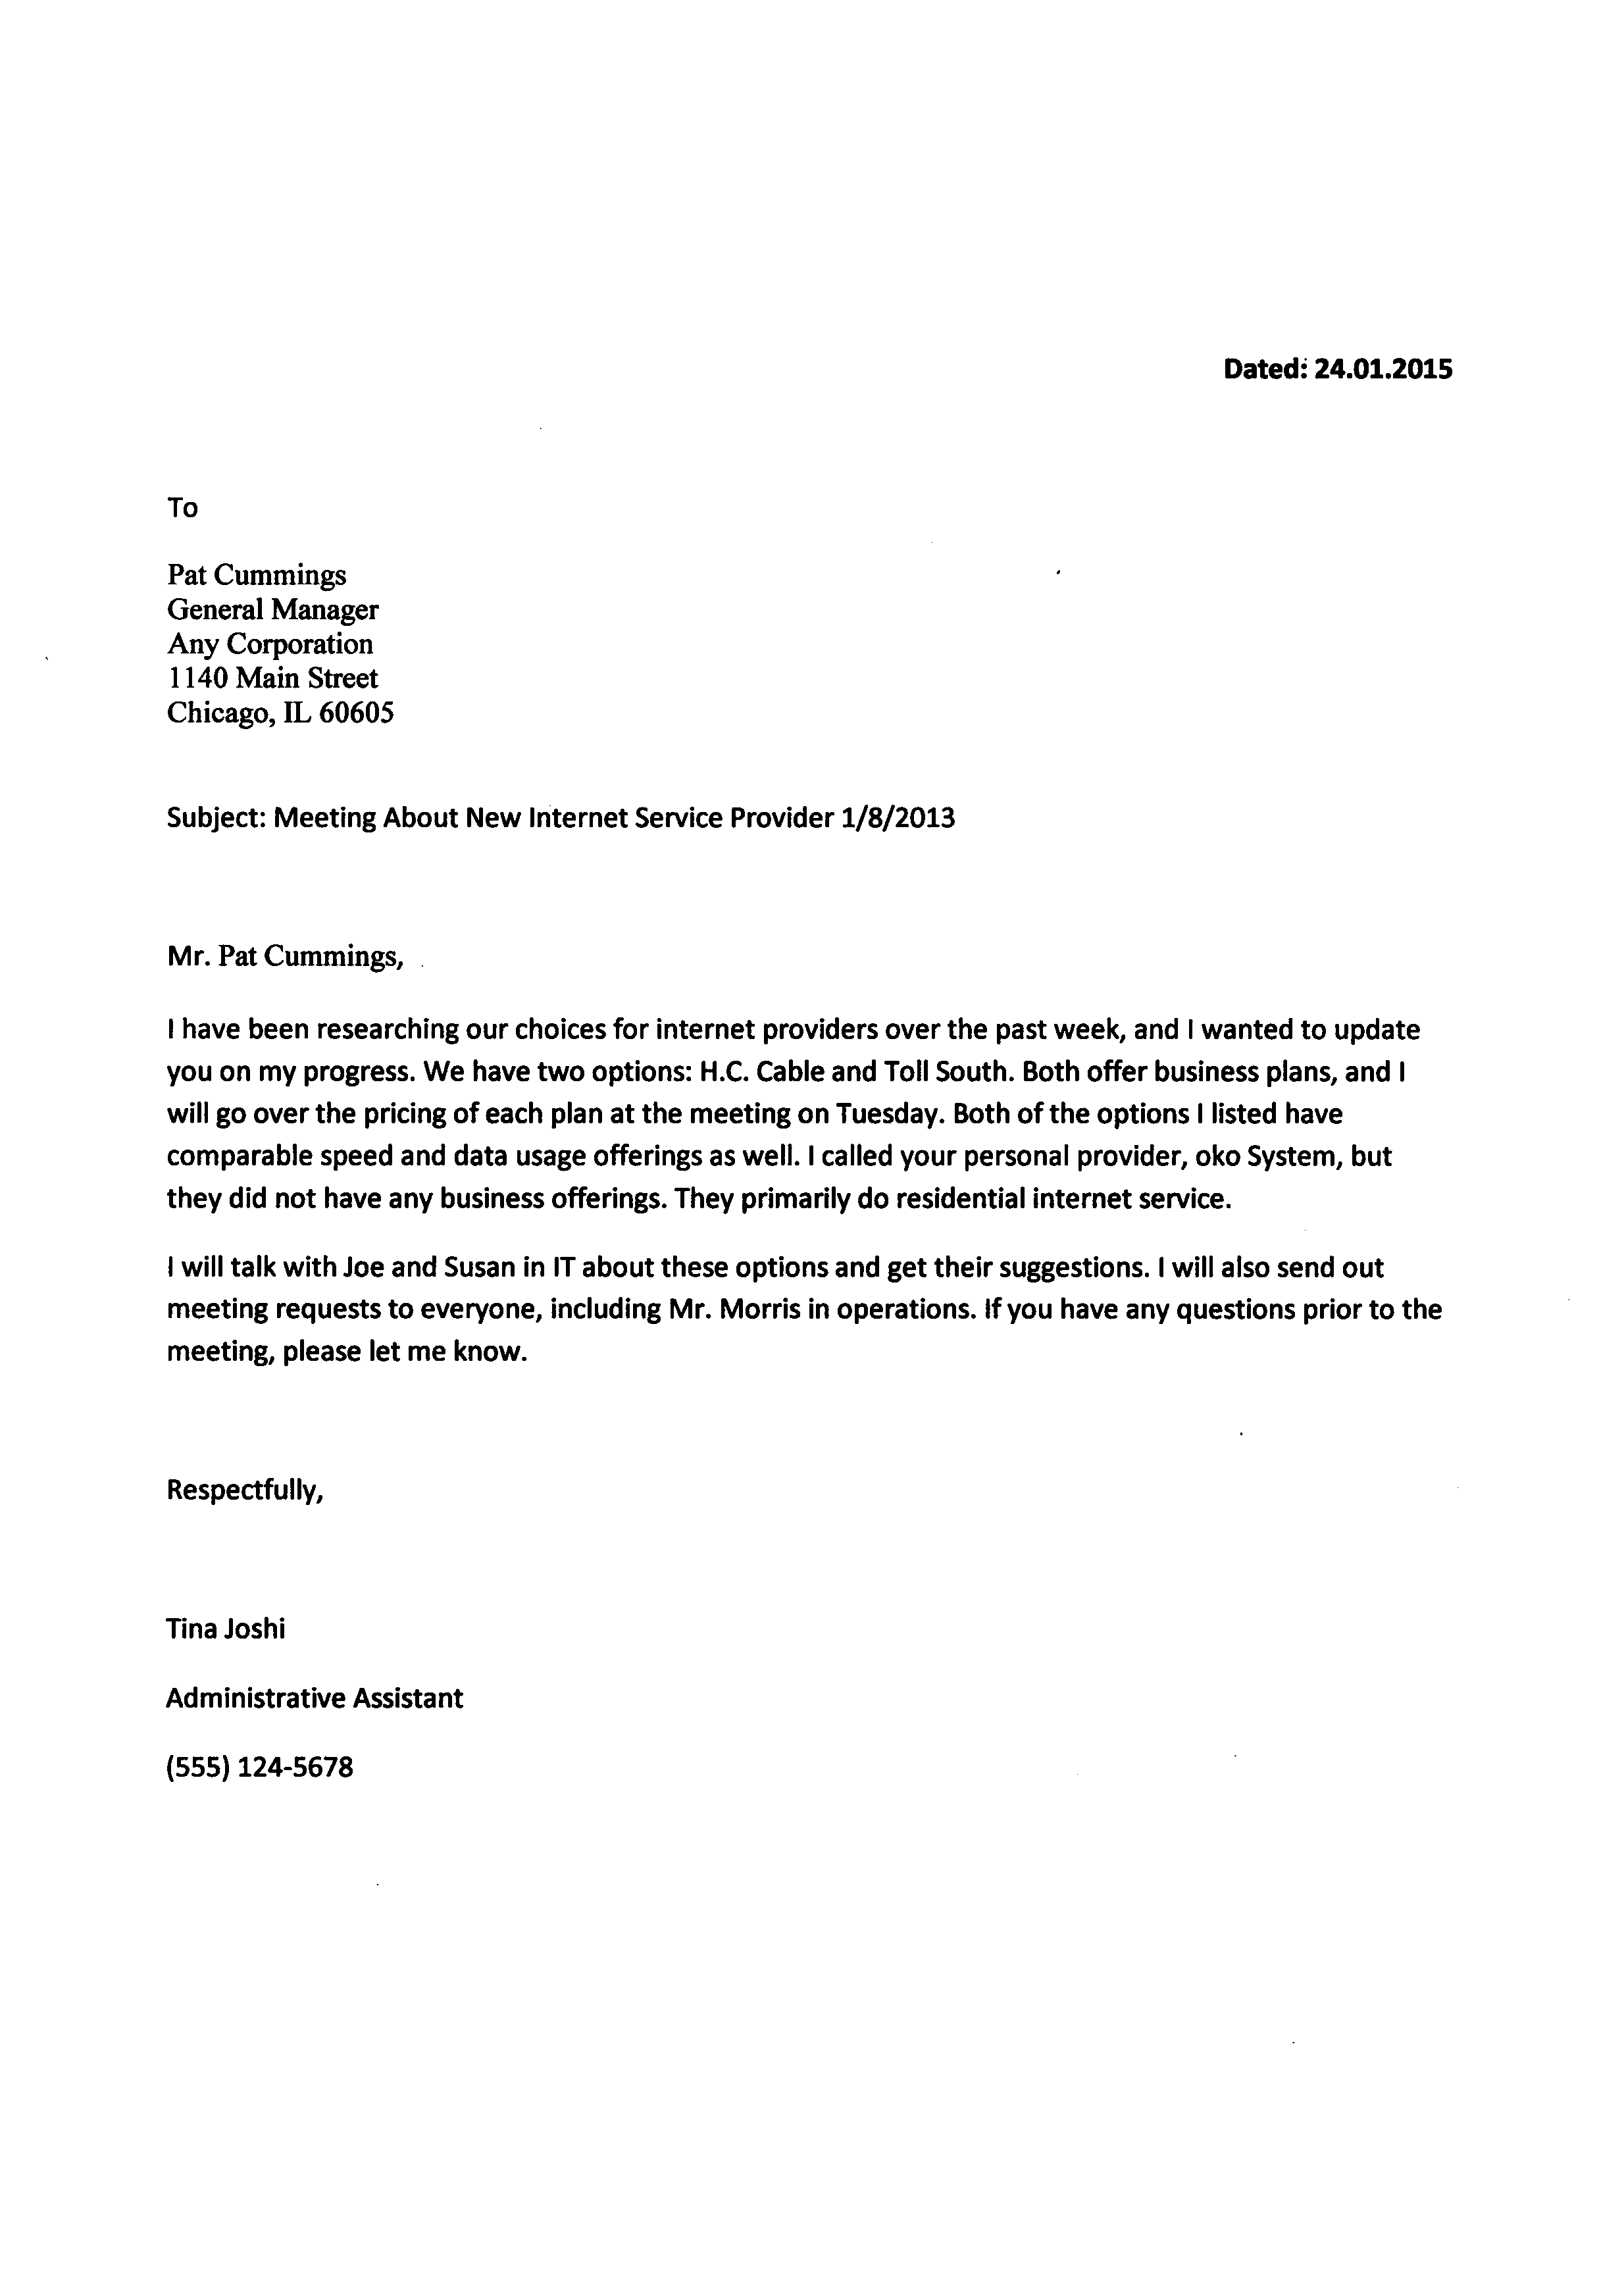 Dated: 24.01.2015
To
Pat Cummings
General Manager
Any Corporation
1140 Main Street
Chicago, IL 60605
Subject: Meeting About New Internet Service Provider 1/8/2013
Mr. Pat Cummings,
I have been researching our choices for internet providers over the past week, and I wanted to update
you on my progress. We have two options: H.C. Cable and Toll South. Both offer business plans, and I
will go over the pricing of each plan at the meeting on Tuesday. Both of the options I listed have
comparable speed and data usage offerings as well. I called your personal provider, oko System, but
they did not have any business offerings. They primarily do residential internet service.
I will talk with Joe and Susan in IT about these options and get their suggestions. I will also send out
meeting requests to everyone, including Mr. Morris in operations. If you have any questions prior to the
meeting, please let me know.
Respectfully,
Tina Joshi
Administrative Assistant
(555) 124-5678